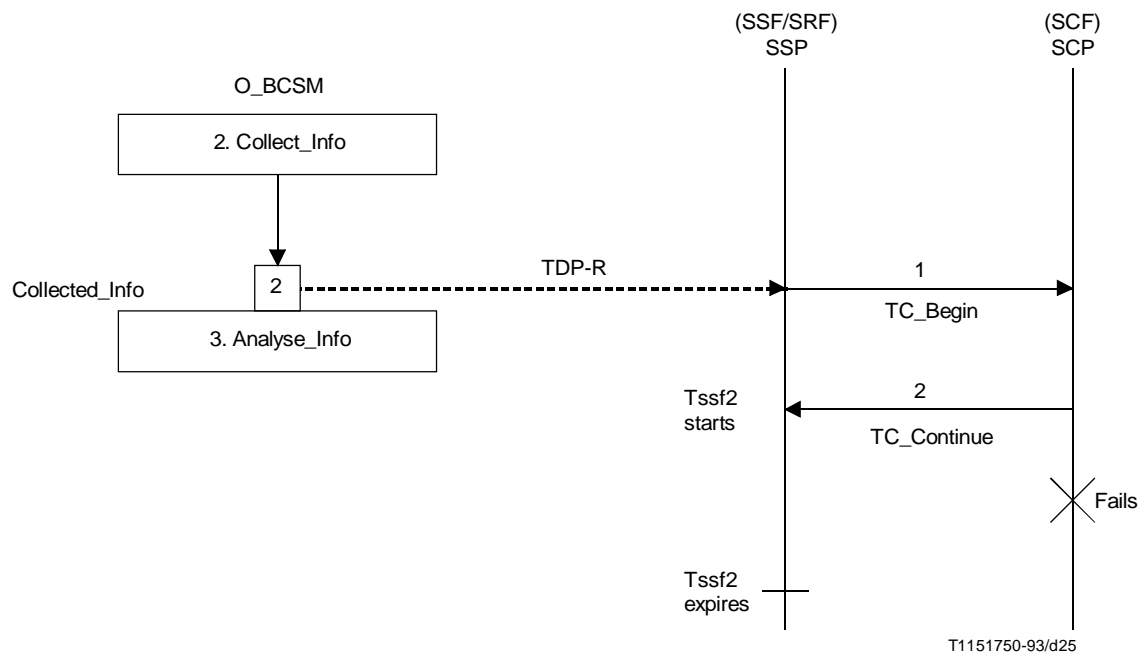 (SSF/SRF)
SSP
(SCF)
SCP
O_BCSM
2. Collect_Info
TDP-R
1
Collected_Info
2
TC_Begin
3. Analyse_Info
Tssf2
starts
2
TC_Continue
Fails
Tssf2
expires
T1151750-93/d25